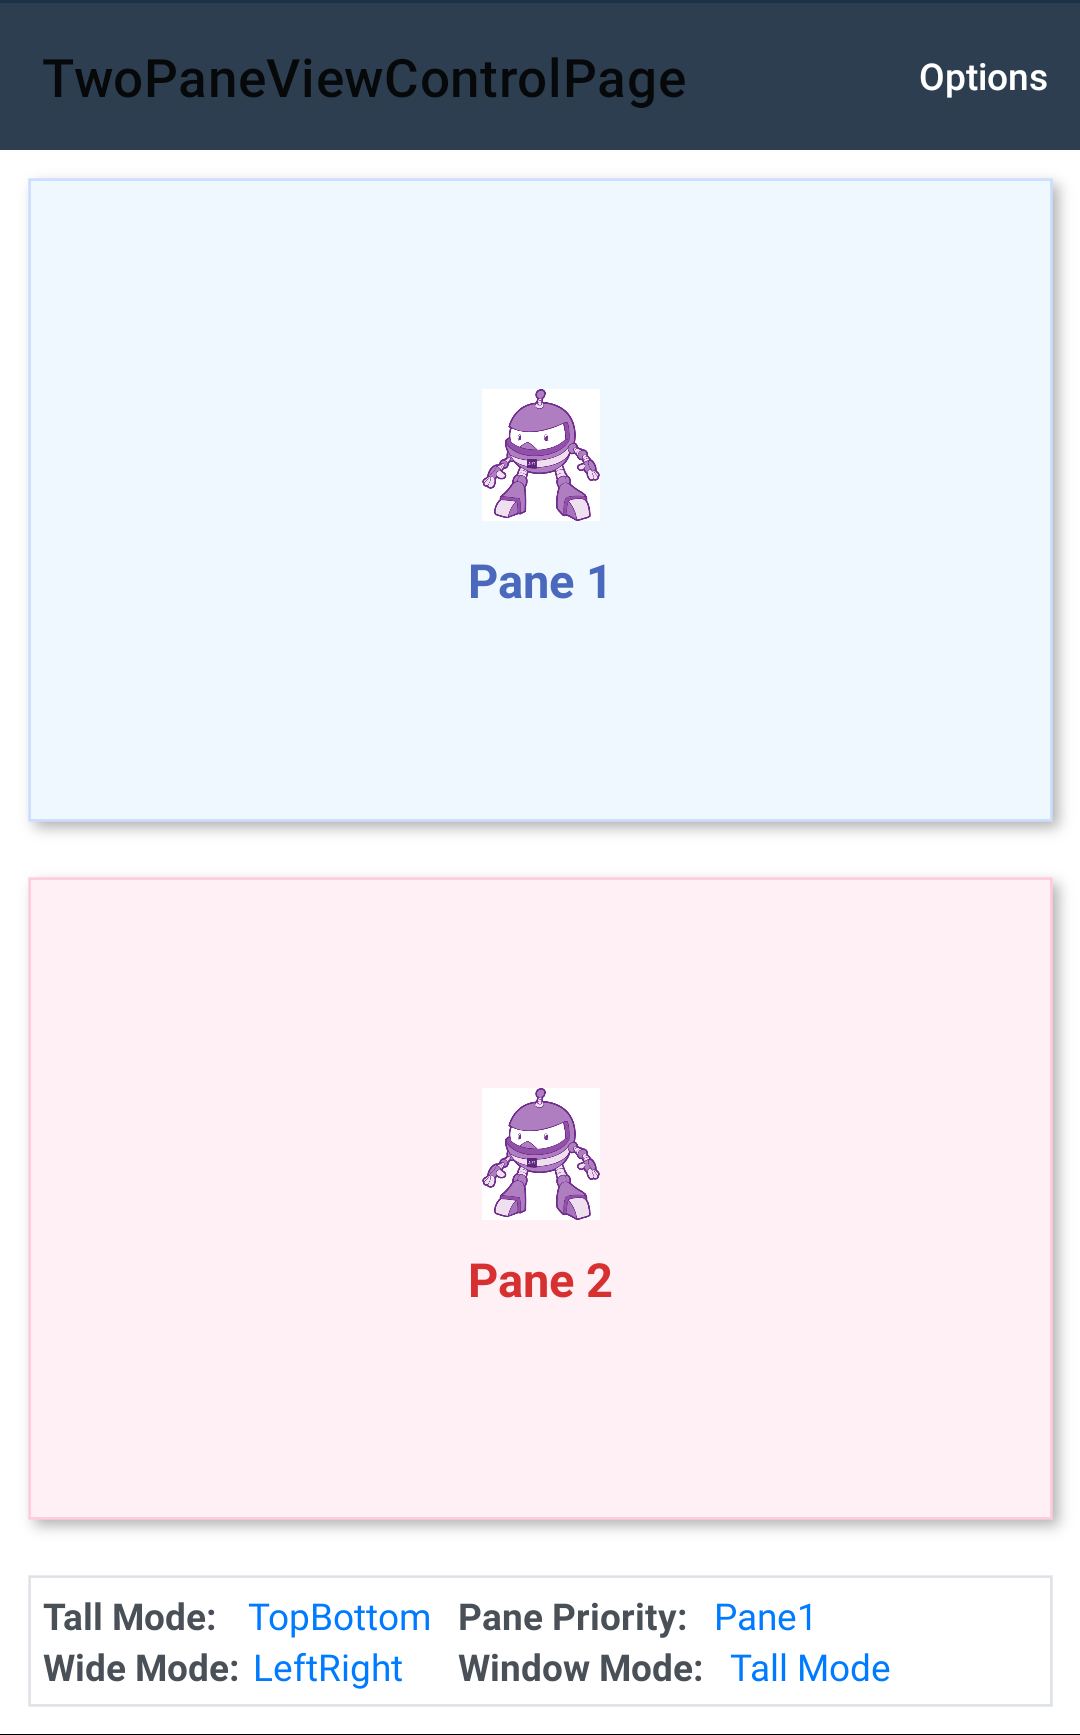 TwoPaneViewControlPage Options
Pane 1
Pane 2
Tall Mode: TopBottom Pane Priority: Pane1
Wide Mode: LeftRight Window Mode: Tall Mode